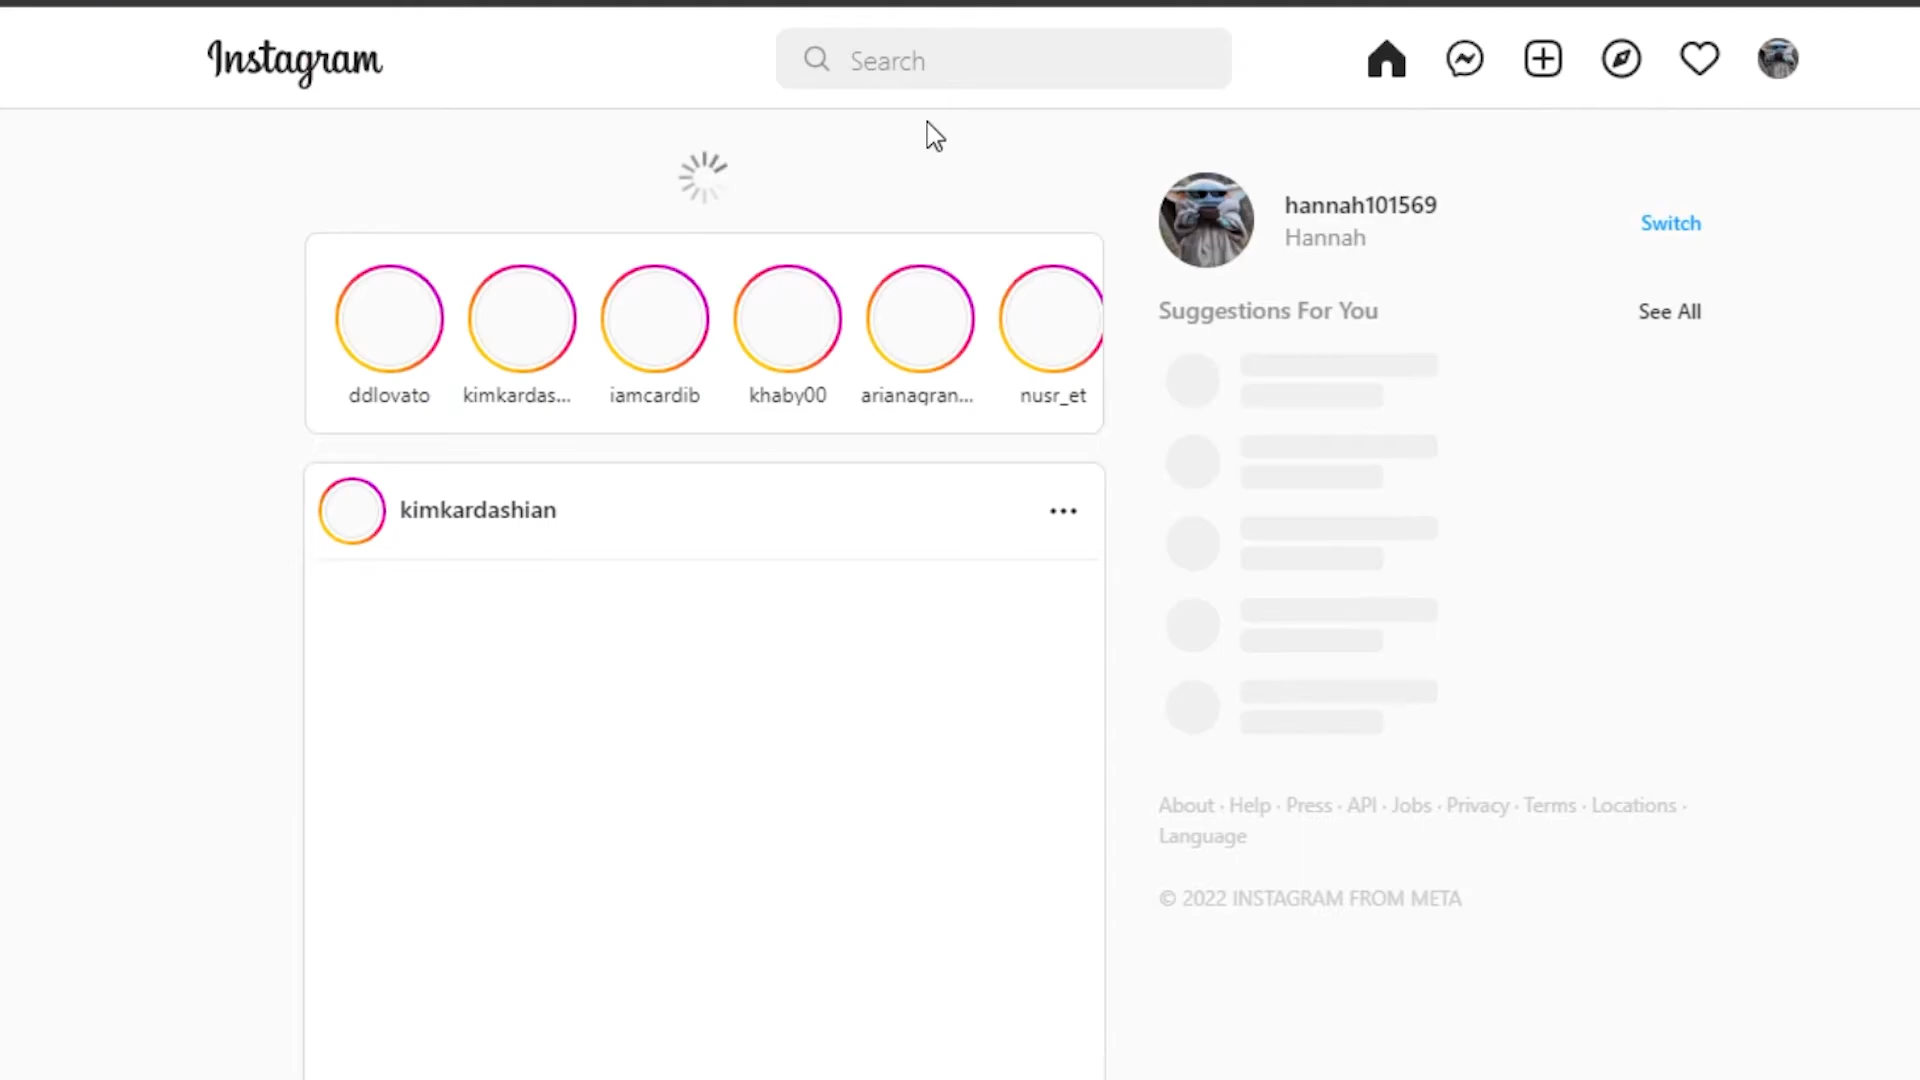 Instagram
Search
hannah101569
Hannah
Switch
Suggestions For You
See All
ddlovato
kimkardas...
iamcardib
khaby00
arianagran...
nusr_et
kimkardashian
About · Help · Press · API · Jobs · Privacy · Terms · Locations ·
Language
© 2022 INSTAGRAM FROM META